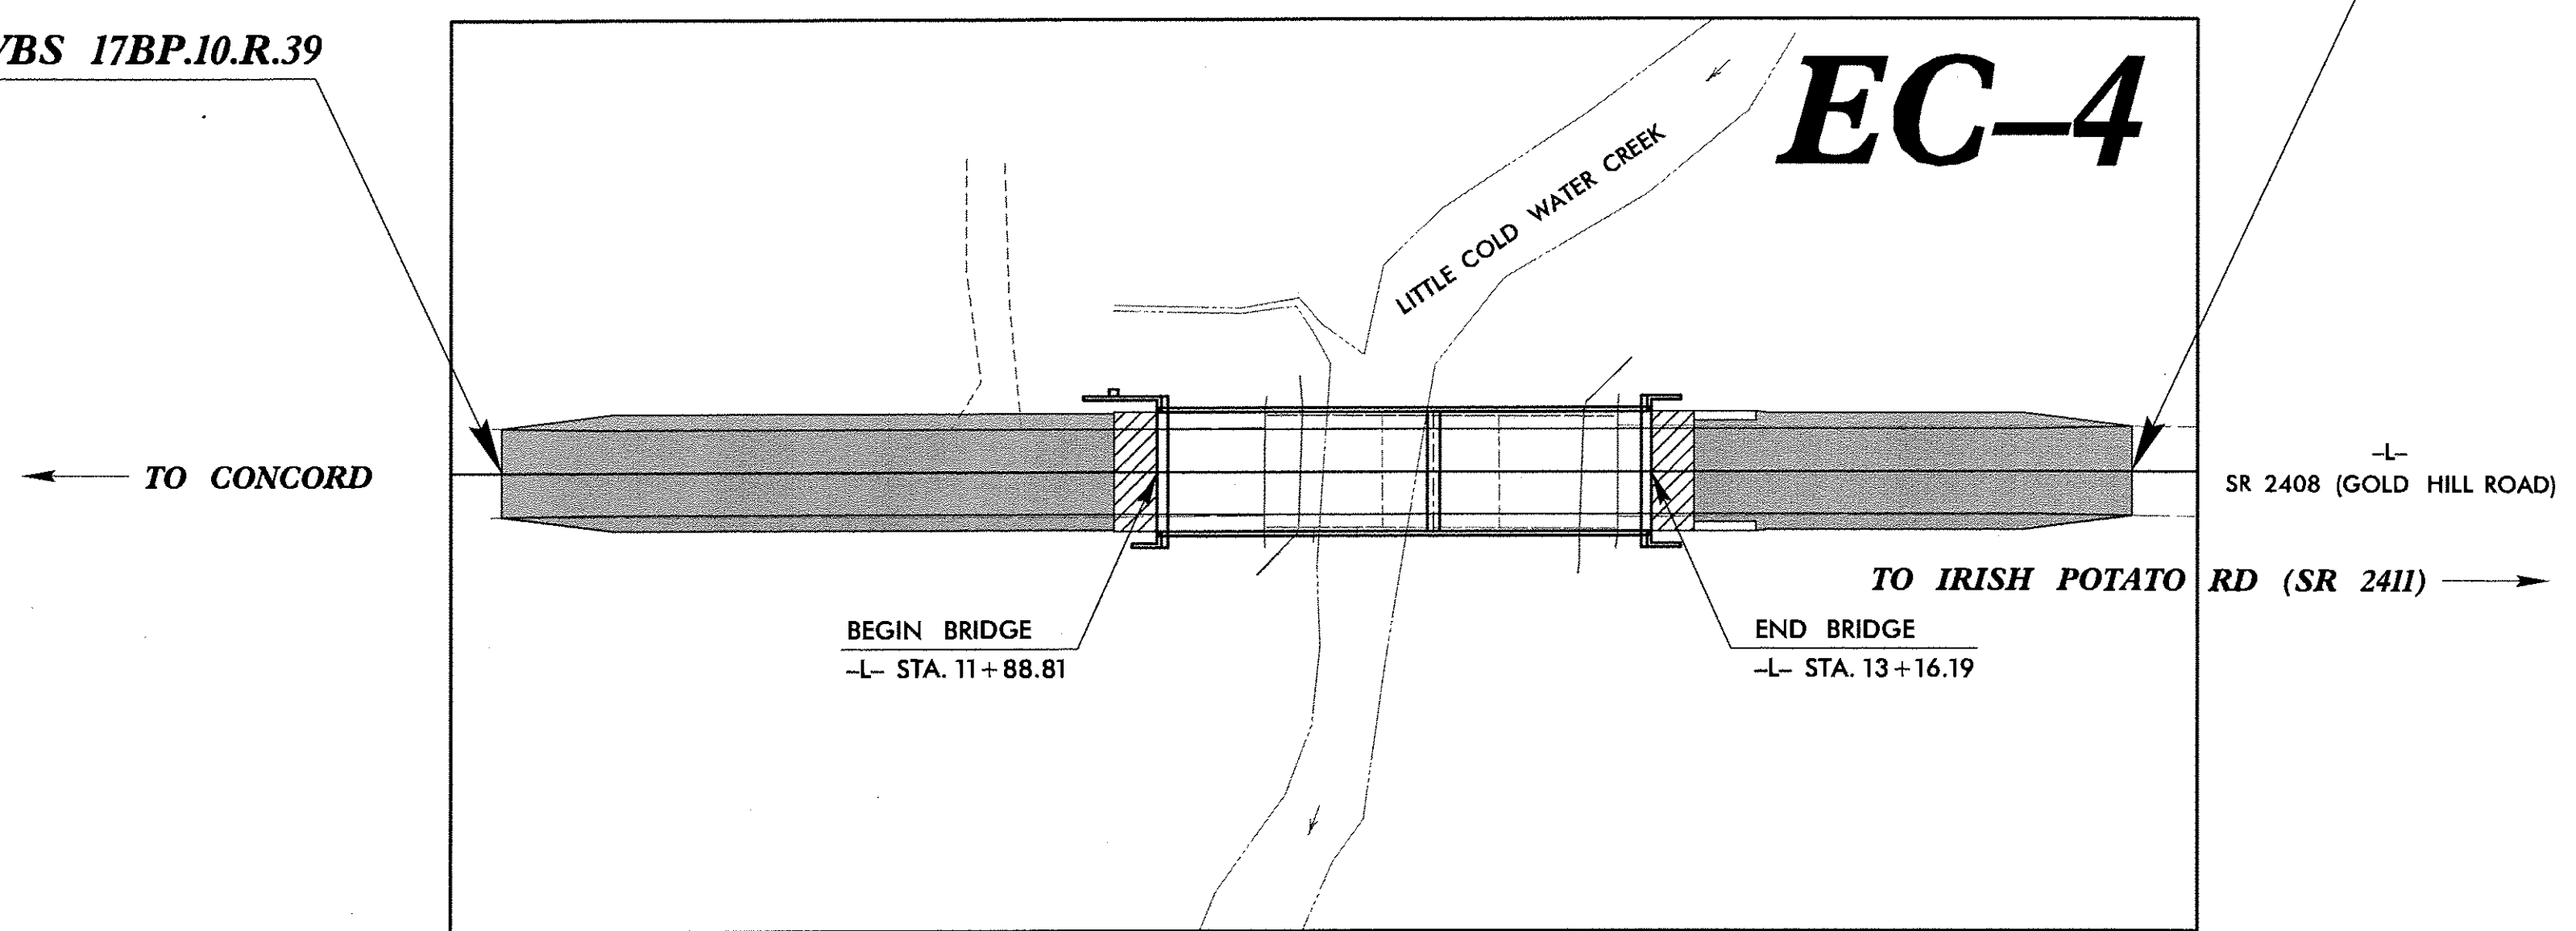 17BP.10.R.39
EC–4
LITTLE COLD WATER CREEK
TO CONCORD
–L–
SR 2408 (GOLD HILL ROAD)
TO IRISH POTATO RD (SR 2411)
BEGIN BRIDGE
–L– STA. 11+88.81
END BRIDGE
–L– STA. 13+16.19